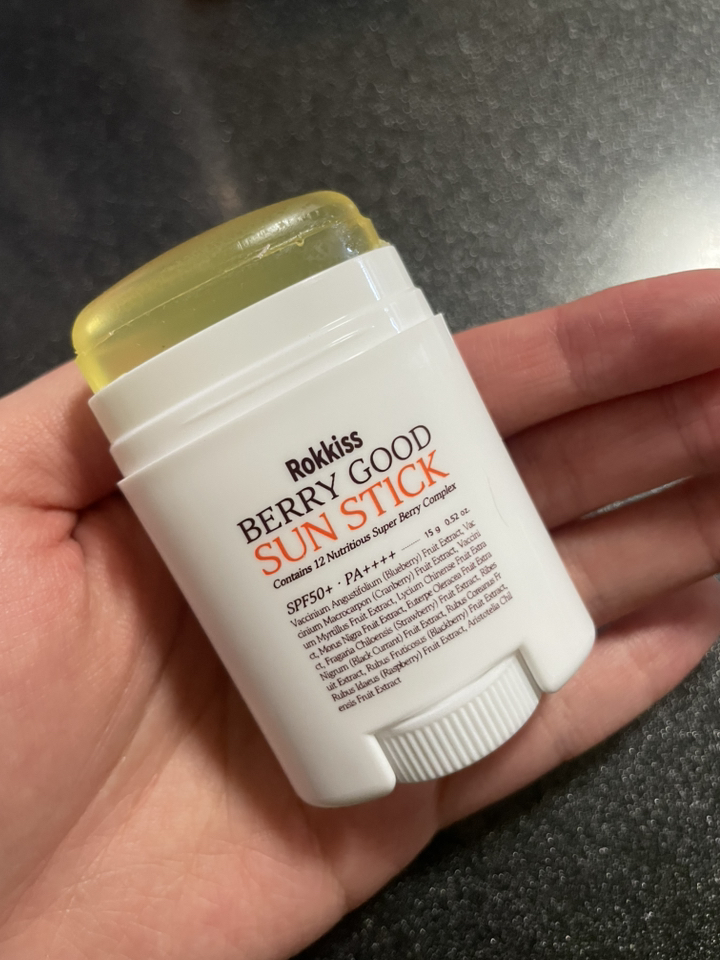 Rokkiss
BERRY GOOD
SUN STICK
Contains 12 Nutritious Super Berry Complex
SPF50+ · PA++++ 15 g 0.52 oz.
Vaccinium Angustifolium (Blueberry) Fruit Extract, Vac
cinium Macrocarpon (Cranberry) Fruit Extract, Vaccini
um Myrtillus Fruit Extract, Lycium Chinense Fruit Extra
ct, Morus Nigra Fruit Extract, Euterpe Oleracea Fruit Extra
ct, Fragaria Chiloensis (Strawberry) Fruit Extract, Ribes
Nigrum (Black Currant) Fruit Extract, Rubus Coreanus Fr
uit Extract, Rubus Fruticosus (Blackberry) Fruit Extract,
Rubus Idaeus (Raspberry) Fruit Extract, Aristotelia Chil
ensis Fruit Extract